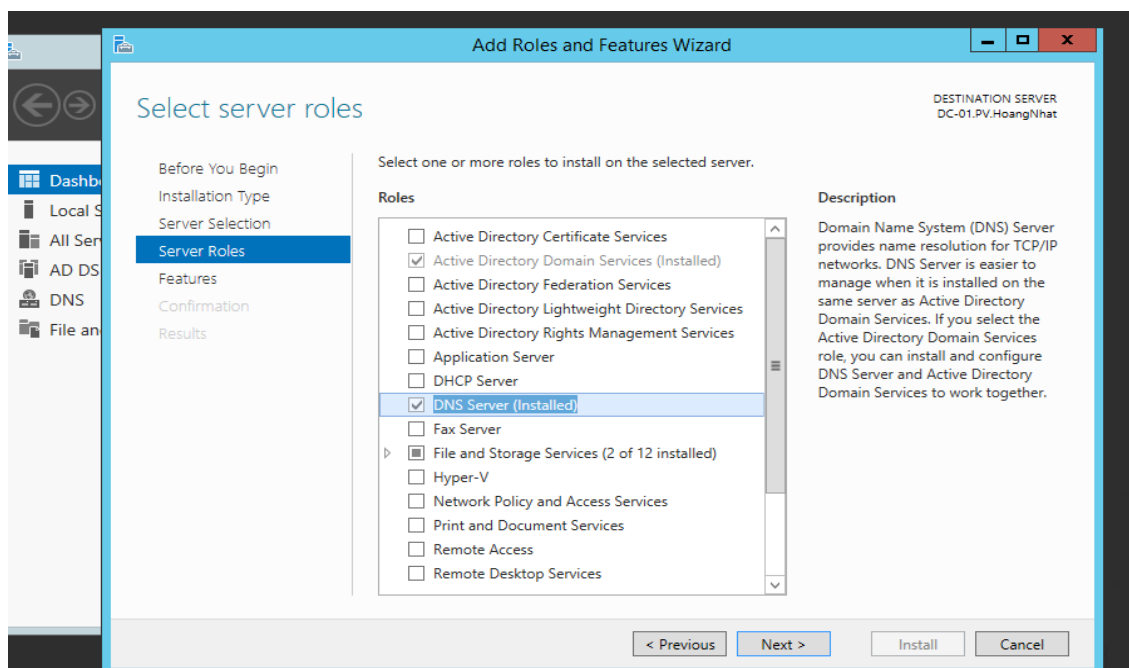 Add Roles and Features Wizard
Select server roles
DESTINATION SERVER
DC-01.PV.HoangNhat
Dashb
Local S
All Ser
AD DS
DNS
File an
Before You Begin
Installation Type
Server Selection
Server Roles
Features
Confirmation
Results
Select one or more roles to install on the selected server.
Roles
Active Directory Certificate Services
Active Directory Domain Services (Installed)
Active Directory Federation Services
Active Directory Lightweight Directory Services
Active Directory Rights Management Services
Application Server
DHCP Server
DNS Server (Installed)
Fax Server
File and Storage Services (2 of 12 installed)
Hyper-V
Network Policy and Access Services
Print and Document Services
Remote Access
Remote Desktop Services
Description
Domain Name System (DNS) Server
provides name resolution for TCP/IP
networks. DNS Server is easier to
manage when it is installed on the
same server as Active Directory
Domain Services. If you select the
Active Directory Domain Services
role, you can install and configure
DNS Server and Active Directory
Domain Services to work together.
< Previous
Next >
Install
Cancel